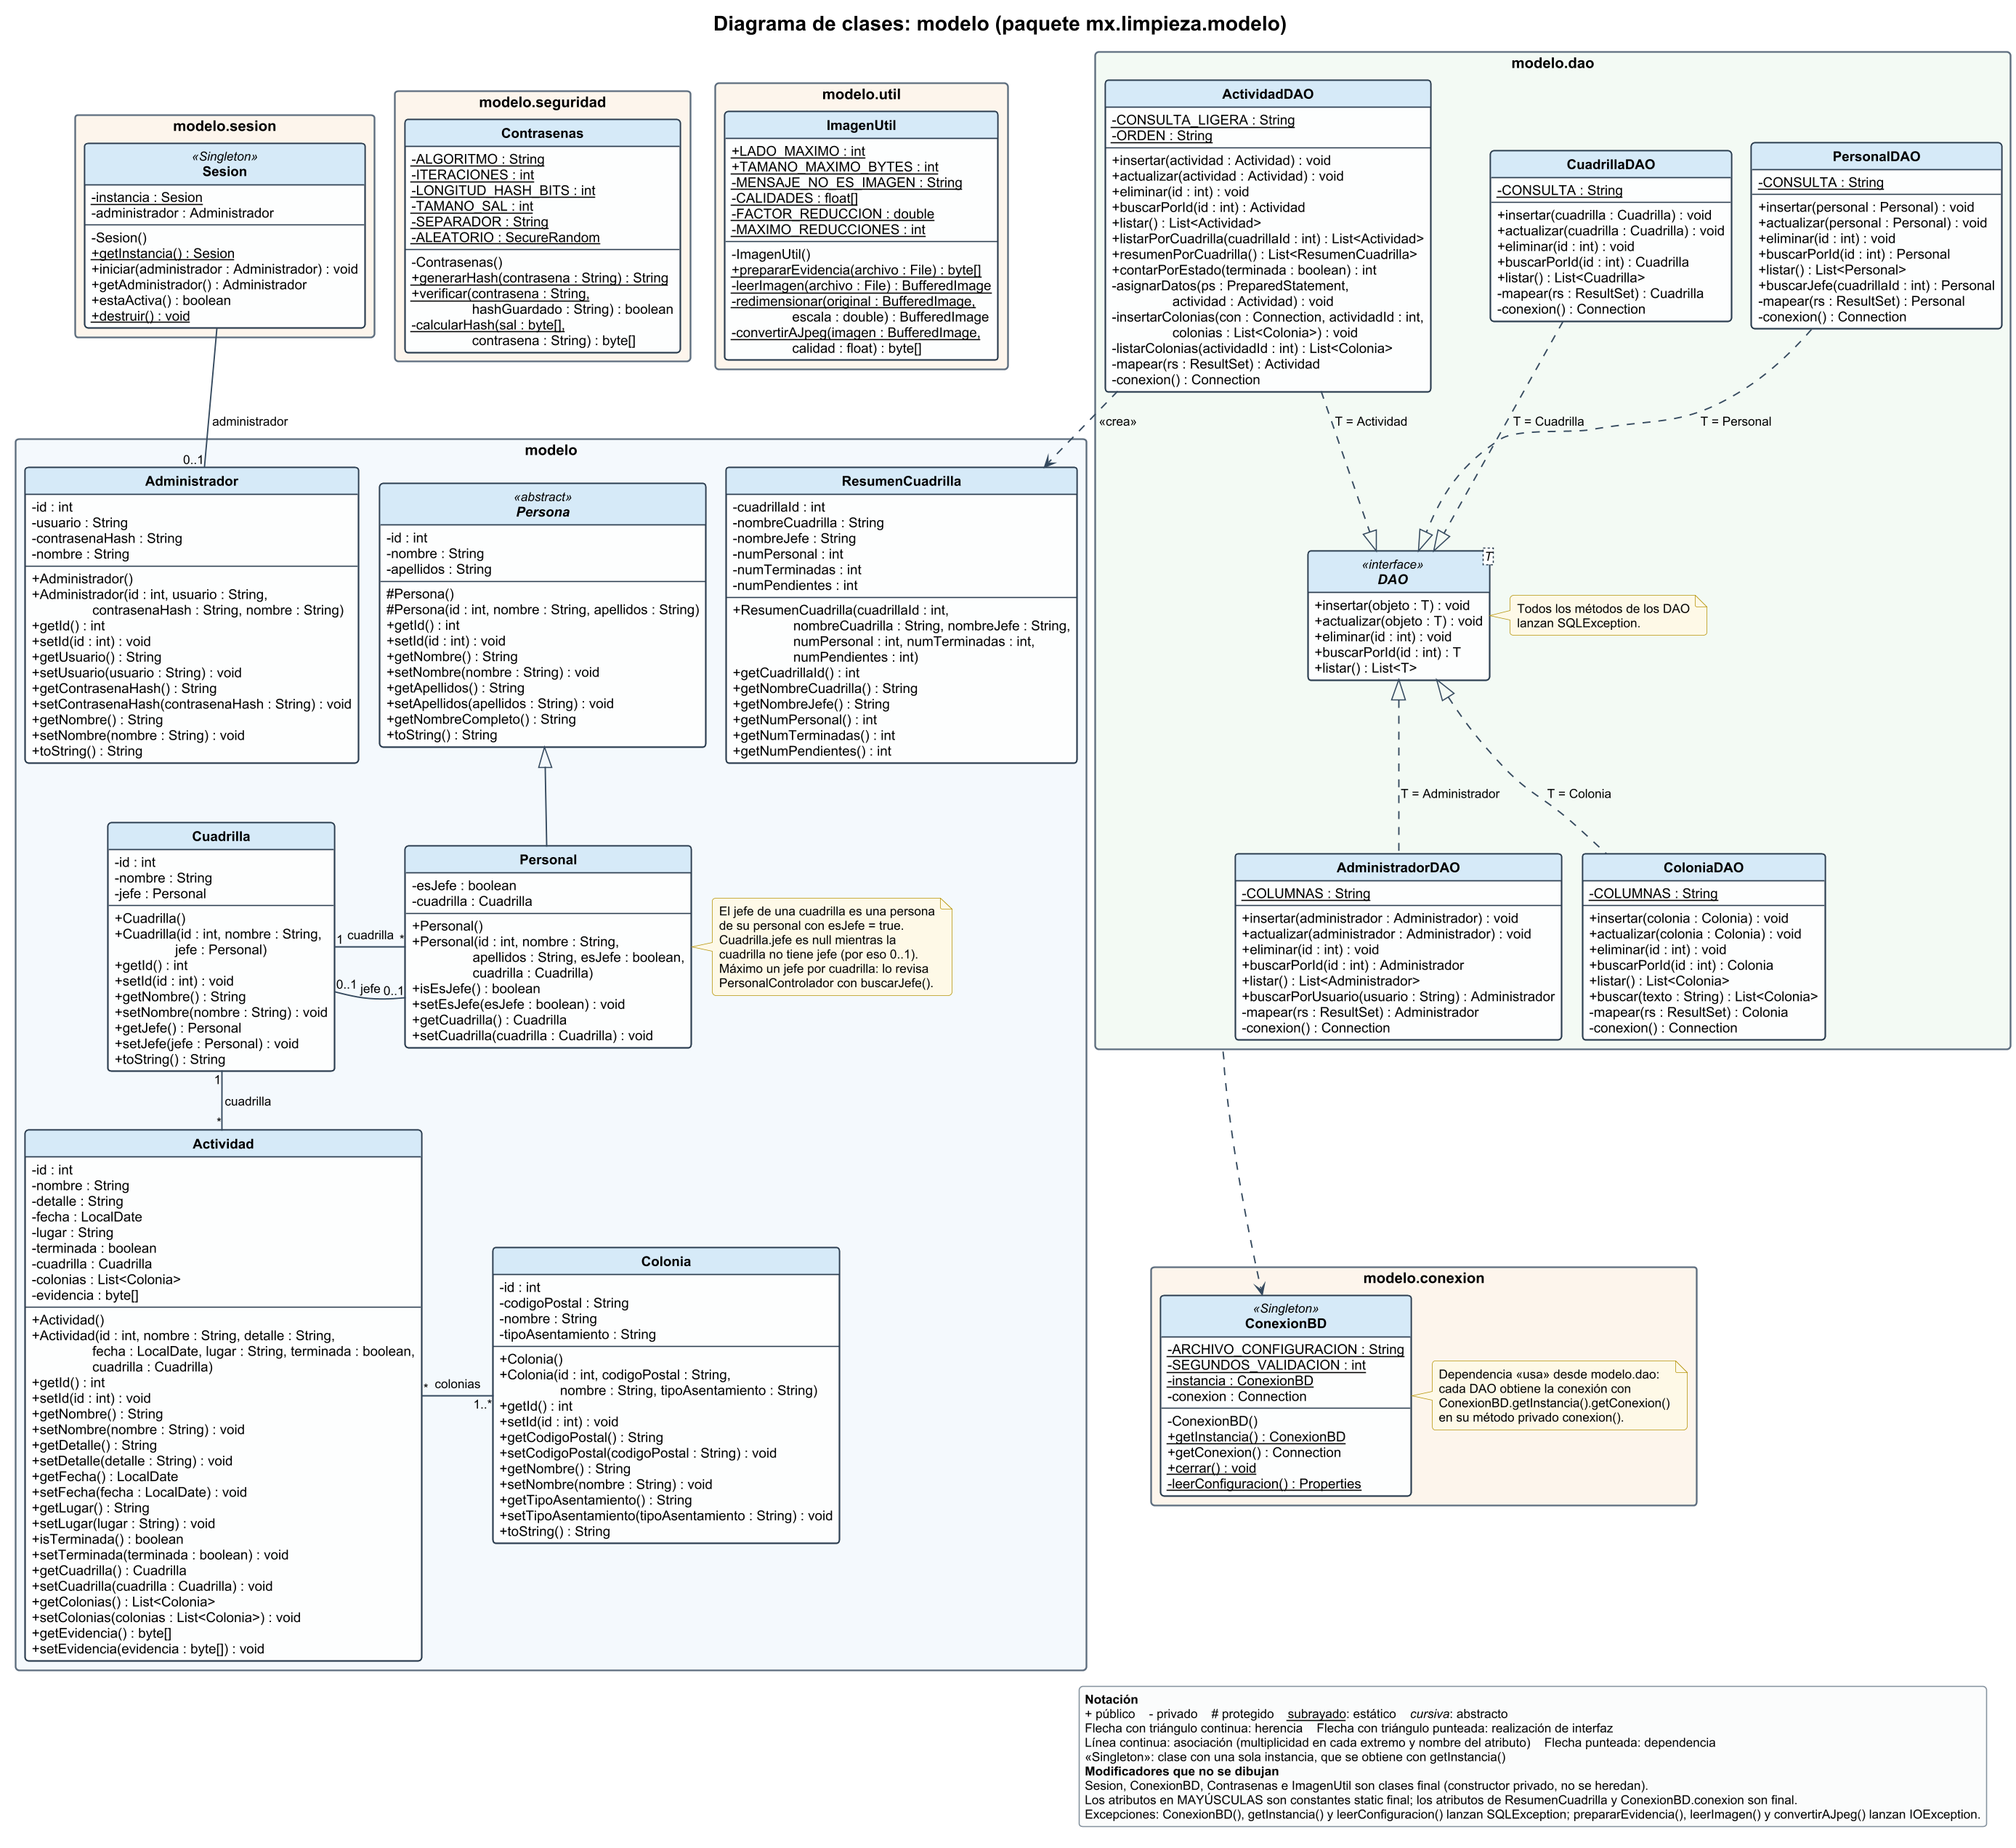 Diagrama de clases: modelo (paquete mx.limpieza.modelo)
modelo.sesion
«Singleton»
Sesion
-instancia : Sesion
-administrador : Administrador
-Sesion()
+getInstancia() : Sesion
+iniciar(administrador : Administrador) : void
+getAdministrador() : Administrador
+estaActiva() : boolean
+destruir() : void
modelo.seguridad
Contrasenas
-ALGORITMO : String
-ITERACIONES : int
-LONGITUD_HASH_BITS : int
-TAMANO_SAL : int
-SEPARADOR : String
-ALEATORIO : SecureRandom
-Contrasenas()
+generarHash(contrasena : String) : String
+verificar(contrasena : String,
hashGuardado : String) : boolean
-calcularHash(sal : byte[],
contrasena : String) : byte[]
modelo.util
ImagenUtil
+LADO_MAXIMO : int
+TAMANO_MAXIMO_BYTES : int
-MENSAJE_NO_ES_IMAGEN : String
-CALIDADES : float[]
-FACTOR_REDUCCION : double
-MAXIMO_REDUCCIONES : int
-ImagenUtil()
+prepararEvidencia(archivo : File) : byte[]
-leerImagen(archivo : File) : BufferedImage
-redimensionar(original : BufferedImage,
escala : double) : BufferedImage
-convertirAJpeg(imagen : BufferedImage,
calidad : float) : byte[]
modelo.dao
ActividadDAO
-CONSULTA_LIGERA : String
-ORDEN : String
+insertar(actividad : Actividad) : void
+actualizar(actividad : Actividad) : void
+eliminar(id : int) : void
+buscarPorId(id : int) : Actividad
+listar() : List<Actividad>
+listarPorCuadrilla(cuadrillaId : int) : List<Actividad>
+resumenPorCuadrilla() : List<ResumenCuadrilla>
+contarPorEstado(terminada : boolean) : int
-asignarDatos(ps : PreparedStatement,
actividad : Actividad) : void
-insertarColonias(con : Connection, actividadId : int,
colonias : List<Colonia>) : void
-listarColonias(actividadId : int) : List<Colonia>
-mapear(rs : ResultSet) : Actividad
-conexion() : Connection
CuadrillaDAO
-CONSULTA : String
+insertar(cuadrilla : Cuadrilla) : void
+actualizar(cuadrilla : Cuadrilla) : void
+eliminar(id : int) : void
+buscarPorId(id : int) : Cuadrilla
+listar() : List<Cuadrilla>
-mapear(rs : ResultSet) : Cuadrilla
-conexion() : Connection
PersonalDAO
-CONSULTA : String
+insertar(personal : Personal) : void
+actualizar(personal : Personal) : void
+eliminar(id : int) : void
+buscarPorId(id : int) : Personal
+listar() : List<Personal>
+buscarJefe(cuadrillaId : int) : Personal
-mapear(rs : ResultSet) : Personal
-conexion() : Connection
administrador
0..1
«crea»
T = Actividad
T = Cuadrilla
T = Personal
modelo
Administrador
-id : int
-usuario : String
-contrasenaHash : String
-nombre : String
+Administrador()
+Administrador(id : int, usuario : String,
contrasenaHash : String, nombre : String)
+getId() : int
+setId(id : int) : void
+getUsuario() : String
+setUsuario(usuario : String) : void
+getContrasenaHash() : String
+setContrasenaHash(contrasenaHash : String) : void
+getNombre() : String
+setNombre(nombre : String) : void
+toString() : String
«abstract»
Persona
-id : int
-nombre : String
-apellidos : String
#Persona()
#Persona(id : int, nombre : String, apellidos : String)
+getId() : int
+setId(id : int) : void
+getNombre() : String
+setNombre(nombre : String) : void
+getApellidos() : String
+setApellidos(apellidos : String) : void
+getNombreCompleto() : String
+toString() : String
ResumenCuadrilla
-cuadrillaId : int
-nombreCuadrilla : String
-nombreJefe : String
-numPersonal : int
-numTerminadas : int
-numPendientes : int
+ResumenCuadrilla(cuadrillaId : int,
nombreCuadrilla : String, nombreJefe : String,
numPersonal : int, numTerminadas : int,
numPendientes : int)
+getCuadrillaId() : int
+getNombreCuadrilla() : String
+getNombreJefe() : String
+getNumPersonal() : int
+getNumTerminadas() : int
+getNumPendientes() : int
T
«interface»
DAO
+insertar(objeto : T) : void
+actualizar(objeto : T) : void
+eliminar(id : int) : void
+buscarPorId(id : int) : T
+listar() : List<T>
Todos los métodos de los DAO
lanzan SQLException.
T = Administrador
T = Colonia
Cuadrilla
-id : int
-nombre : String
-jefe : Personal
+Cuadrilla()
+Cuadrilla(id : int, nombre : String,
jefe : Personal)
+getId() : int
+setId(id : int) : void
+getNombre() : String
+setNombre(nombre : String) : void
+getJefe() : Personal
+setJefe(jefe : Personal) : void
+toString() : String
1 cuadrilla *
0..1 jefe 0..1
Personal
-esJefe : boolean
-cuadrilla : Cuadrilla
+Personal()
+Personal(id : int, nombre : String,
apellidos : String, esJefe : boolean,
cuadrilla : Cuadrilla)
+isEsJefe() : boolean
+setEsJefe(esJefe : boolean) : void
+getCuadrilla() : Cuadrilla
+setCuadrilla(cuadrilla : Cuadrilla) : void
El jefe de una cuadrilla es una persona
de su personal con esJefe = true.
Cuadrilla.jefe es null mientras la
cuadrilla no tiene jefe (por eso 0..1).
Máximo un jefe por cuadrilla: lo revisa
PersonalControlador con buscarJefe().
AdministradorDAO
-COLUMNAS : String
+insertar(administrador : Administrador) : void
+actualizar(administrador : Administrador) : void
+eliminar(id : int) : void
+buscarPorId(id : int) : Administrador
+listar() : List<Administrador>
+buscarPorUsuario(usuario : String) : Administrador
-mapear(rs : ResultSet) : Administrador
-conexion() : Connection
ColoniaDAO
-COLUMNAS : String
+insertar(colonia : Colonia) : void
+actualizar(colonia : Colonia) : void
+eliminar(id : int) : void
+buscarPorId(id : int) : Colonia
+listar() : List<Colonia>
+buscar(texto : String) : List<Colonia>
-mapear(rs : ResultSet) : Colonia
-conexion() : Connection
1
cuadrilla
*
Actividad
-id : int
-nombre : String
-detalle : String
-fecha : LocalDate
-lugar : String
-terminada : boolean
-cuadrilla : Cuadrilla
-colonias : List<Colonia>
-evidencia : byte[]
+Actividad()
+Actividad(id : int, nombre : String, detalle : String,
fecha : LocalDate, lugar : String, terminada : boolean,
cuadrilla : Cuadrilla)
+getId() : int
+setId(id : int) : void
+getNombre() : String
+setNombre(nombre : String) : void
+getDetalle() : String
+setDetalle(detalle : String) : void
+getFecha() : LocalDate
+setFecha(fecha : LocalDate) : void
+getLugar() : String
+setLugar(lugar : String) : void
+isTerminada() : boolean
+setTerminada(terminada : boolean) : void
+getCuadrilla() : Cuadrilla
+setCuadrilla(cuadrilla : Cuadrilla) : void
+getColonias() : List<Colonia>
+setColonias(colonias : List<Colonia>) : void
+getEvidencia() : byte[]
+setEvidencia(evidencia : byte[]) : void
* colonias
1..*
Colonia
-id : int
-codigoPostal : String
-nombre : String
-tipoAsentamiento : String
+Colonia()
+Colonia(id : int, codigoPostal : String,
nombre : String, tipoAsentamiento : String)
+getId() : int
+setId(id : int) : void
+getCodigoPostal() : String
+setCodigoPostal(codigoPostal : String) : void
+getNombre() : String
+setNombre(nombre : String) : void
+getTipoAsentamiento() : String
+setTipoAsentamiento(tipoAsentamiento : String) : void
+toString() : String
modelo.conexion
«Singleton»
ConexionBD
-ARCHIVO_CONFIGURACION : String
-SEGUNDOS_VALIDACION : int
-instancia : ConexionBD
-conexion : Connection
-ConexionBD()
+getInstancia() : ConexionBD
+getConexion() : Connection
+cerrar() : void
-leerConfiguracion() : Properties
Dependencia «usa» desde modelo.dao:
cada DAO obtiene la conexión con
ConexionBD.getInstancia().getConexion()
en su método privado conexion().
Notación
+ público - privado # protegido subrayado: estático cursiva: abstracto
Flecha con triángulo continua: herencia Flecha con triángulo punteada: realización de interfaz
Línea continua: asociación (multiplicidad en cada extremo y nombre del atributo) Flecha punteada: dependencia
«Singleton»: clase con una sola instancia, que se obtiene con getInstancia()
Modificadores que no se dibujan
Sesion, ConexionBD, Contrasenas e ImagenUtil son clases final (constructor privado, no se heredan).
Los atributos en MAYÚSCULAS son constantes static final; los atributos de ResumenCuadrilla y ConexionBD.conexion son final.
Excepciones: ConexionBD(), getInstancia() y leerConfiguracion() lanzan SQLException; prepararEvidencia(), leerImagen() y convertirAJpeg() lanzan IOException.